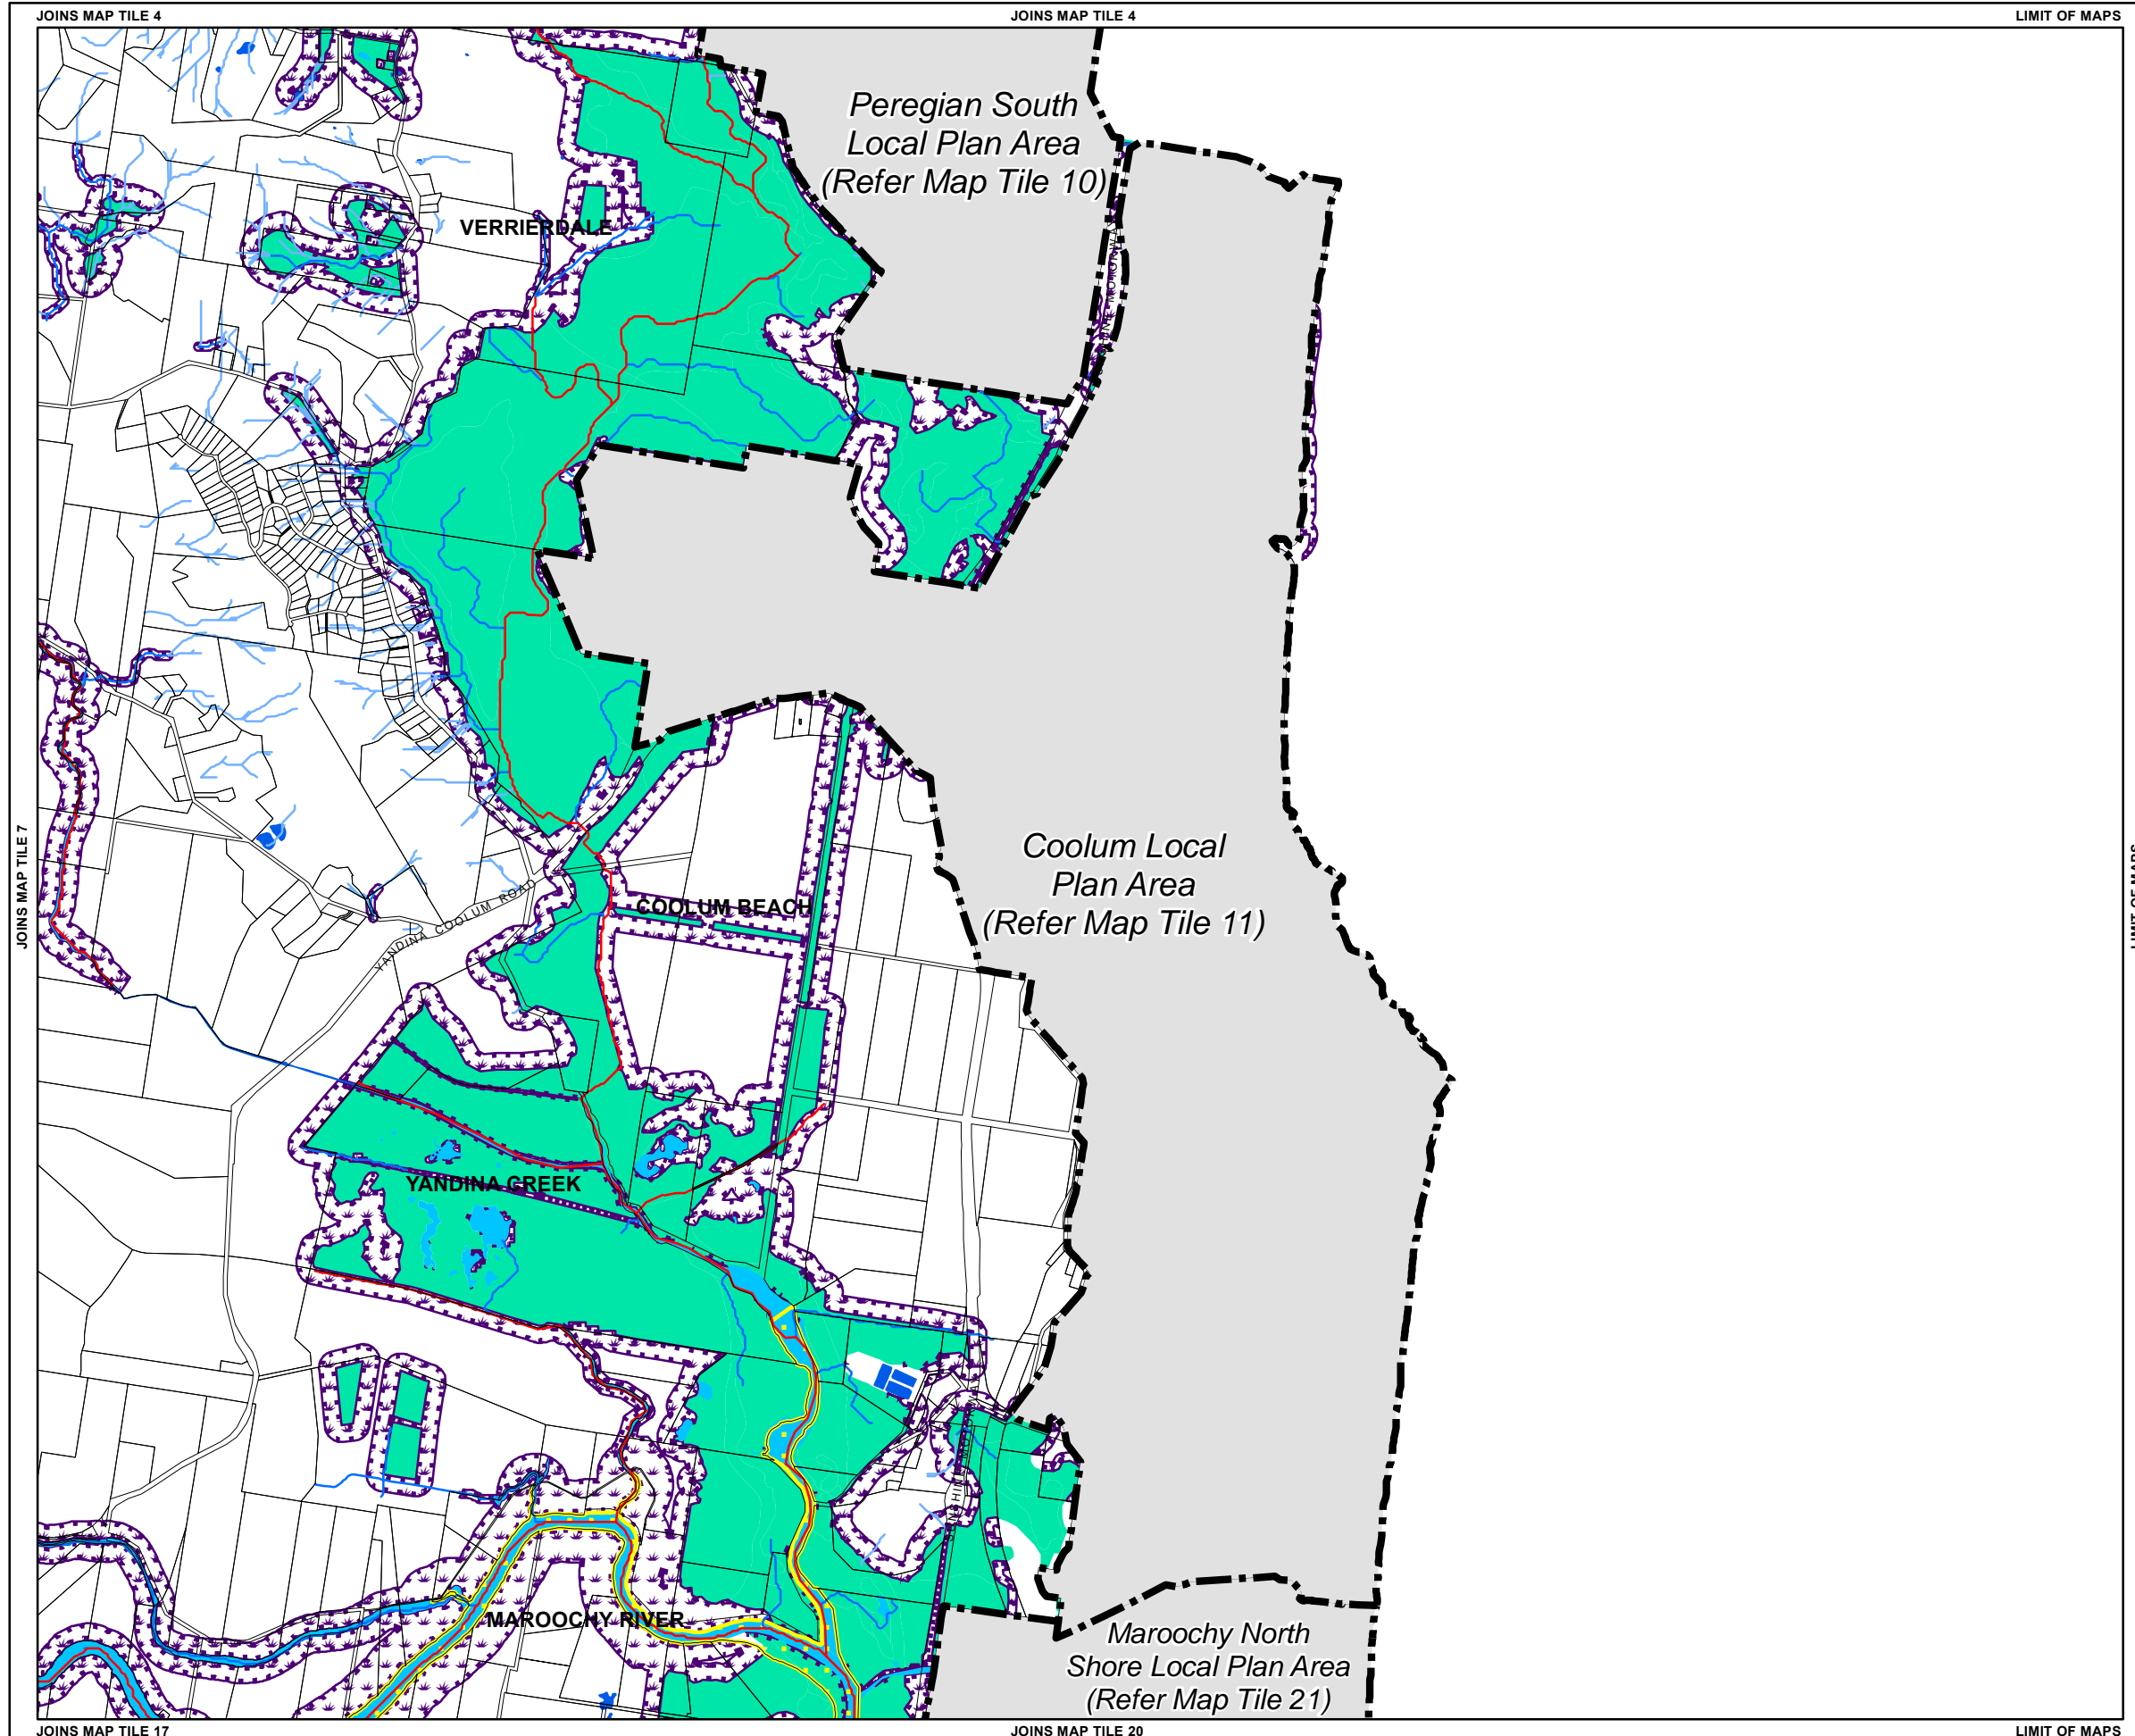 JOINS MAP TILE 4
JOINS MAP TILE 4
LIMIT OF MAPS
Peregian South
Local Plan Area
(Refer Map Tile 10)
VERRIERDALE
JOINS MAP TILE 7
Coolum Local
Plan Area
(Refer Map Tile 11)
LIMIT OF MAPS
YANDINA COOLUM ROAD
COOLUM BEACH
YANDINA CREEK
MAROOCHY RIVER
Maroochy North
Shore Local Plan Area
(Refer Map Tile 21)
JOINS MAP TILE 17
JOINS MAP TILE 20
LIMIT OF MAPS